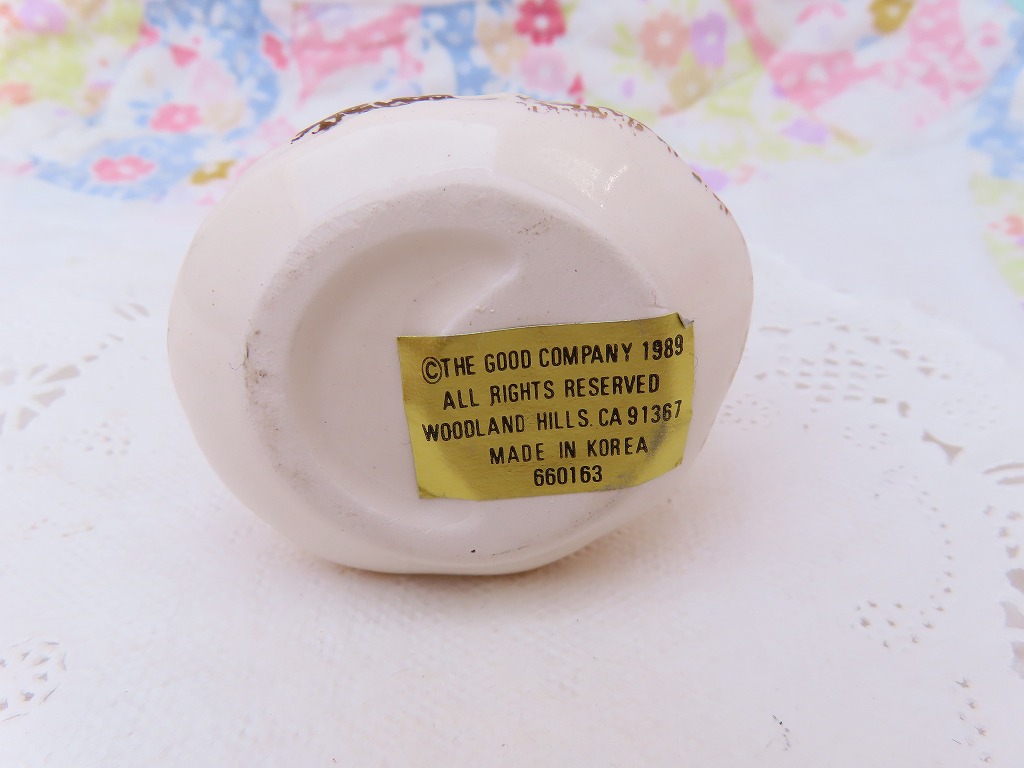 ©THE GOOD COMPANY 1989
ALL RIGHTS RESERVED
WOODLAND HILLS. CA 91367
MADE IN KOREA
660163